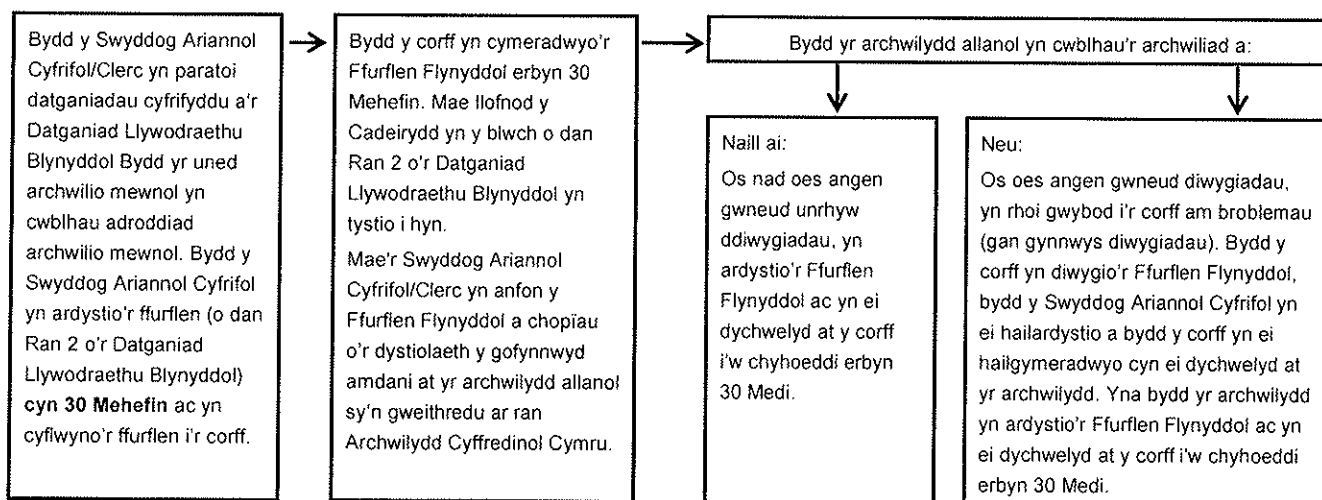 Bydd y Swyddog Ariannol
Cyfrifol/Clerc yn paratoi
datganiadau cyfrifyddu a'r
Datganiad Llywodraethu
Blynyddol Bydd yr uned
archwilio mewnol yn
cwblhau adroddiad
archwilio mewnol. Bydd y
Swyddog Ariannol Cyfrifol
yn ardystio'r ffurflen (o dan
Ran 2 o'r Datganiad
Llywodraethu Blynyddol)
cyn 30 Mehefin ac yn
cyflwyno'r ffurflen i'r corff.
Bydd y corff yn cymeradwyo'r
Ffurflen Flynyddol erbyn 30
Mehefin. Mae llofnod y
Cadeirydd yn y blwch o dan
Ran 2 o'r Datganiad
Llywodraethu Blynyddol yn
tystio i hyn.
Mae'r Swyddog Ariannol
Cyfrifol/Clerc yn anfon y
Ffurflen Flynyddol a chopïau
o'r dystiolaeth y gofynnwyd
amdani at yr archwilydd allanol
sy'n gweithredu ar ran
Archwilydd Cyffredinol Cymru.
Bydd yr archwilydd allanol yn cwblhau'r archwiliad a:
Naill ai:
Os nad oes angen
gwneud unrhyw
ddiwygiadau, yn
ardystio'r Ffurflen
Flynyddol ac yn ei
dychwelyd at y corff
i'w chyhoeddi erbyn
30 Medi.
Neu:
Os oes angen gwneud diwygiadau,
yn rhoi gwybod i'r corff am broblemau
(gan gynnwys diwygiadau). Bydd y
corff yn diwygio'r Ffurflen Flynyddol,
bydd y Swyddog Ariannol Cyfrifol yn
ei hailardystio a bydd y corff yn ei
hailgymeradwyo cyn ei dychwelyd at
yr archwilydd. Yna bydd yr archwilydd
yn ardystio'r Ffurflen Flynyddol ac yn
ei dychwelyd at y corff i'w chyhoeddi
erbyn 30 Medi.